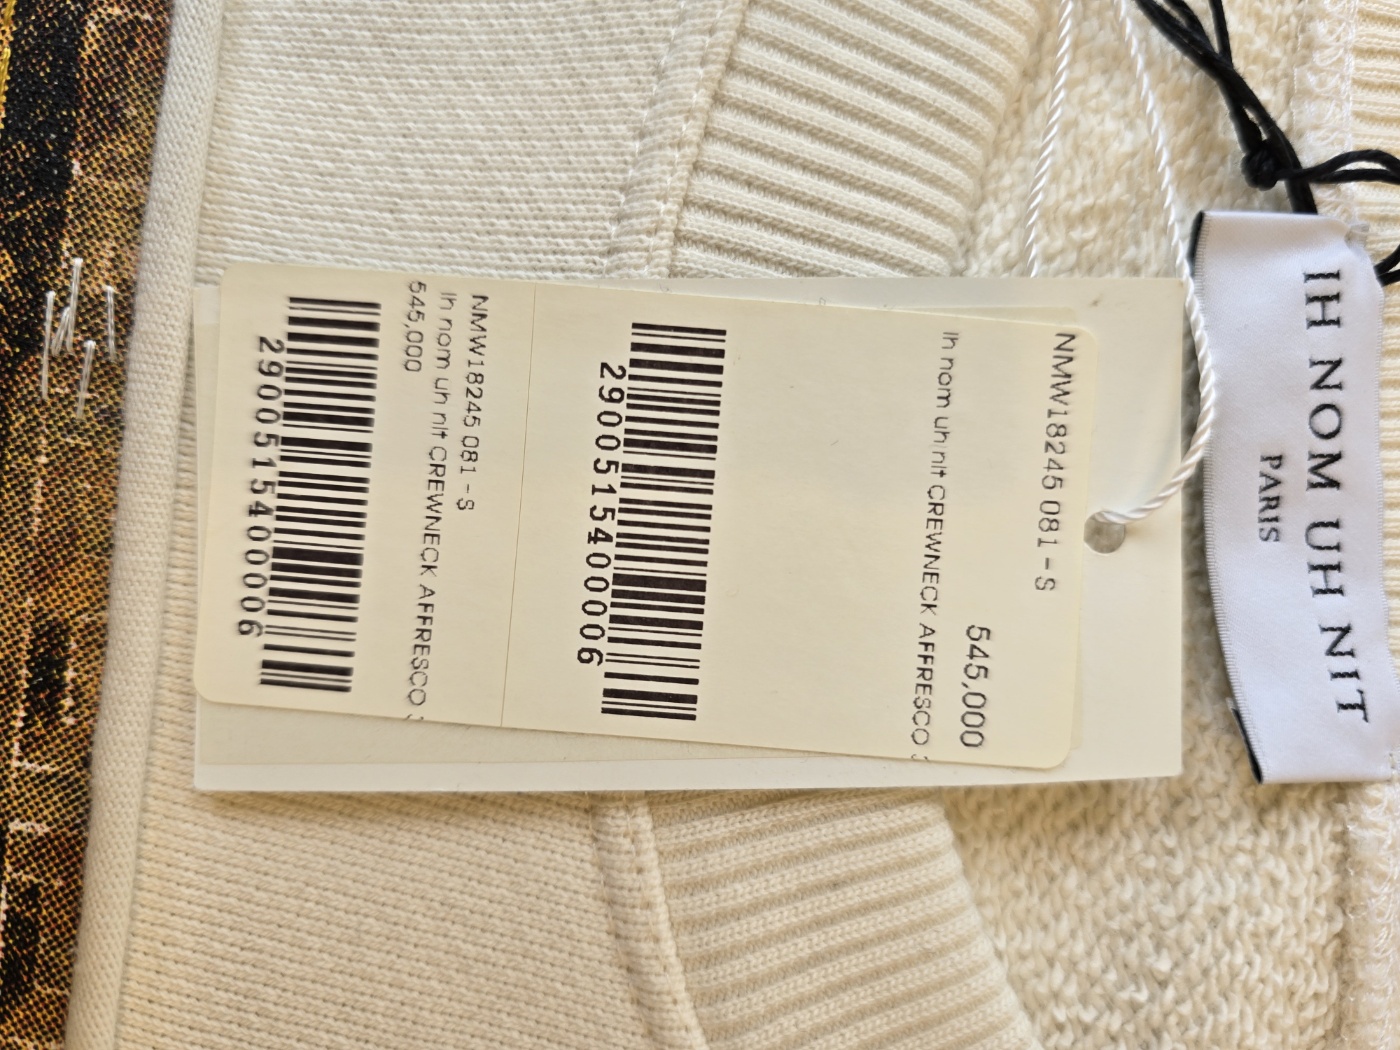 IH NOM UH NIT
PARIS
NMW18245 081 - S
545,000
ih nom uh nit CREWNECK AFFRESCO
2900515400006
NMW18245 081 - S
ih nom uh nit CREWNECK AFFRESCO
545,000
2900515400006